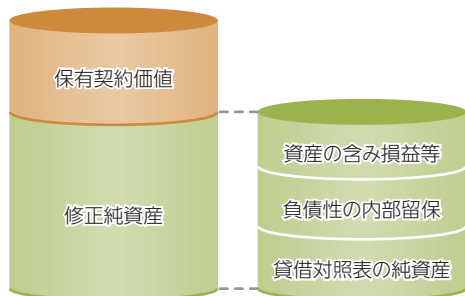 保有契約価値
修正純資産
資産の含み損益等
負債性の内部留保
貸借対照表の純資産